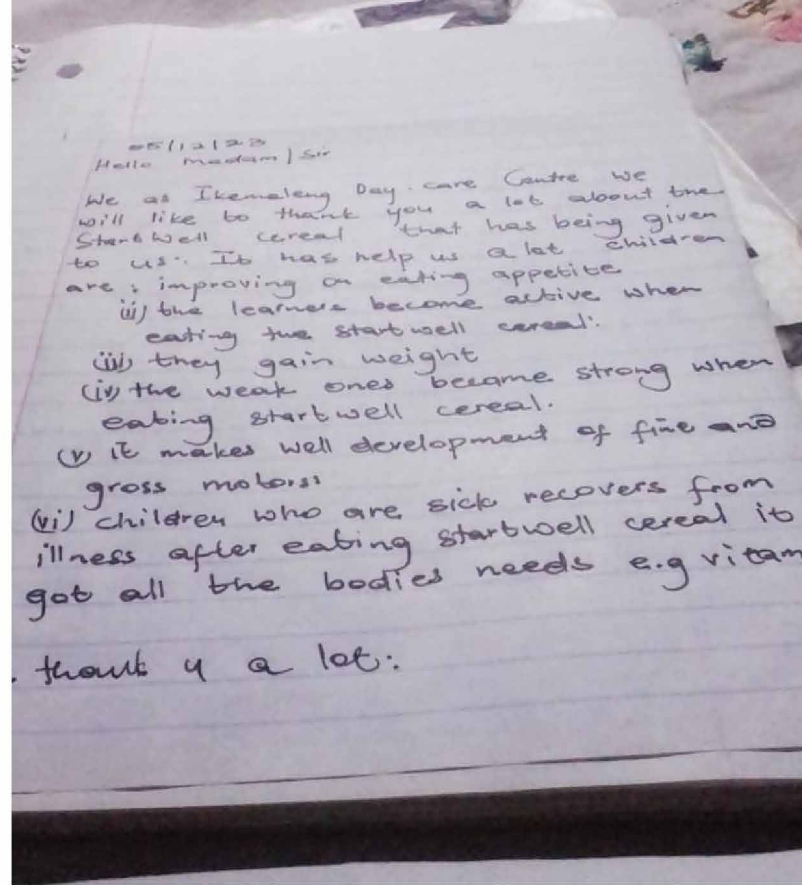 05/12/23
Hello Madam/Sir
We as Ikemeleng Day care Centre we
will like to thank you a lot about the
Start Well cereal that has being given
to us. It has help us a lot children
are: improving on eating appetite
(ii) the learners become active when
eating the start well cereal.
(iii) they gain weight
(iv) the weak ones became strong when
eating start well cereal.
(v) it makes well development of fine and
gross motors:
(vi) children who are sick recovers from
illness after eating startwell cereal it
got all the bodies needs e.g vitam
thank u a lot: